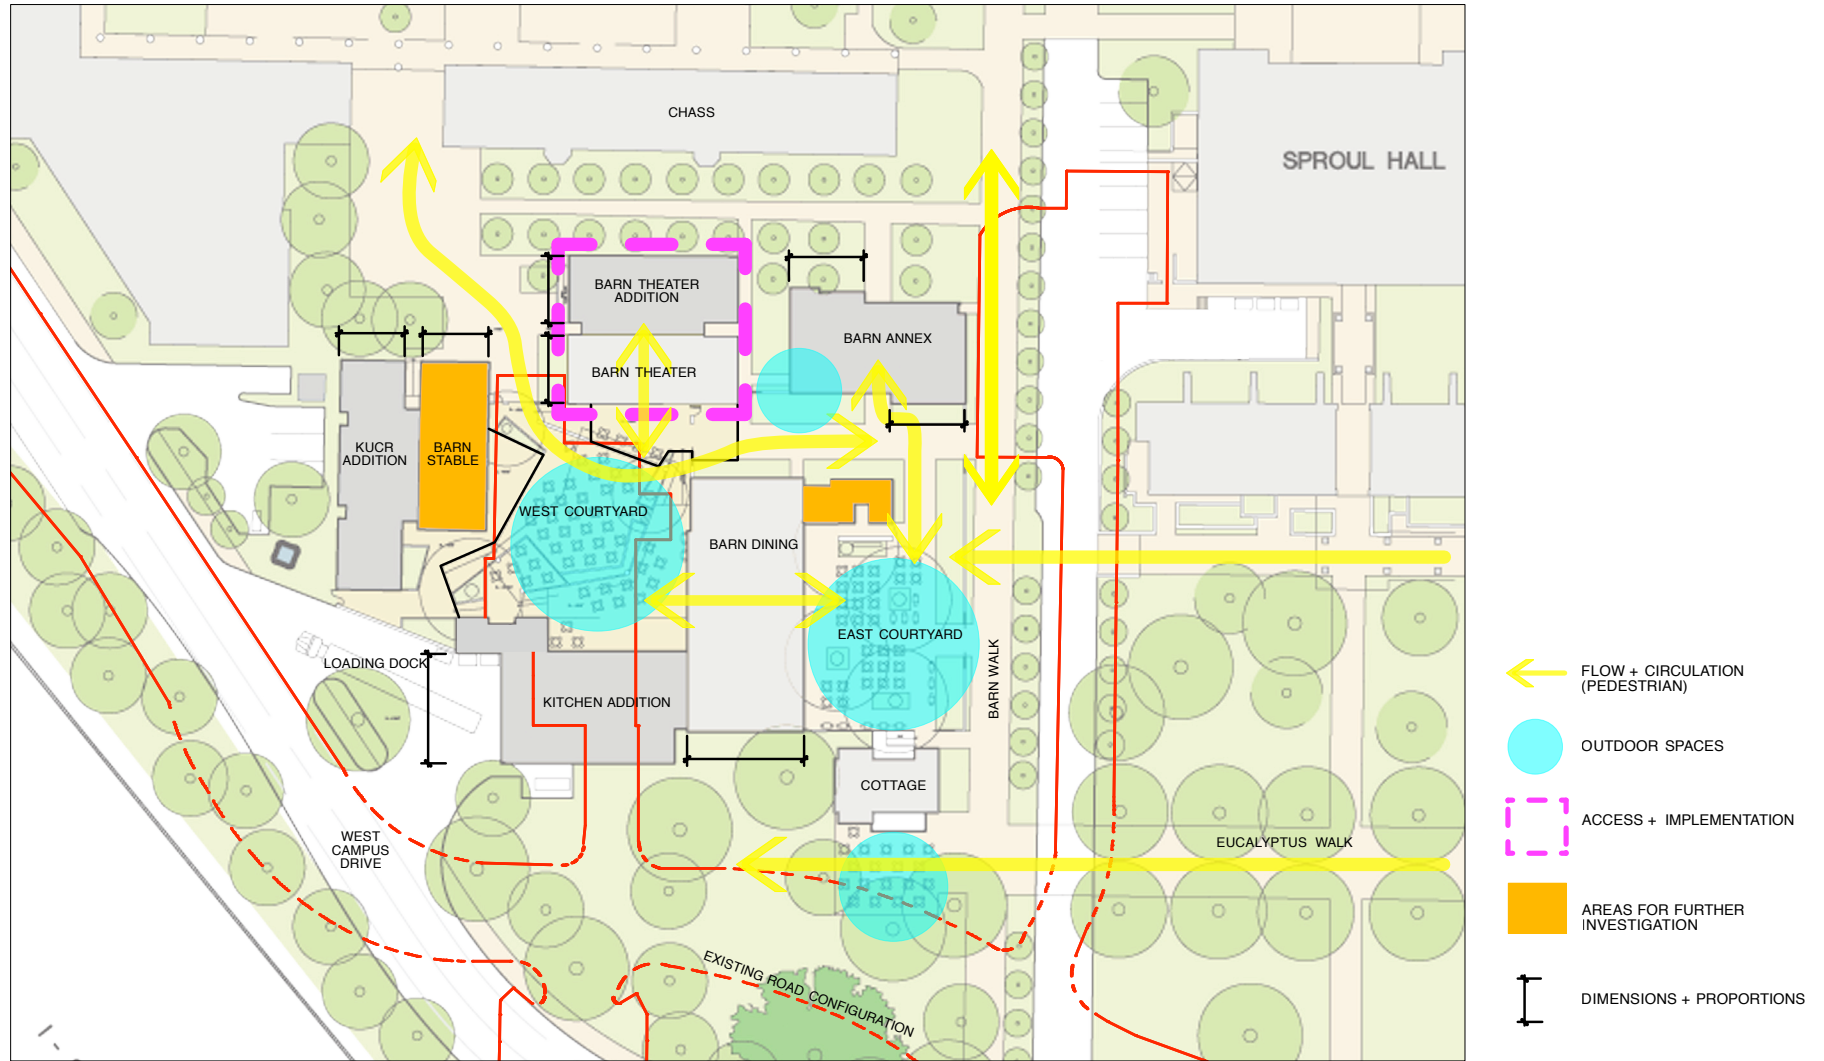 CHASS
SPROUL HALL
BARN THEATER
ADDITION
BARN ANNEX
BARN THEATER
KUCR
ADDITION
BARN
STABLE
WEST COURTYARD
BARN DINING
EAST COURTYARD
BARN WALK
LOADING DOCK
KITCHEN ADDITION
COTTAGE
WEST
CAMPUS
DRIVE
EUCALYPTUS WALK
EXISTING ROAD CONFIGURATION
FLOW + CIRCULATION
(PEDESTRIAN)
OUTDOOR SPACES
ACCESS + IMPLEMENTATION
AREAS FOR FURTHER
INVESTIGATION
DIMENSIONS + PROPORTIONS